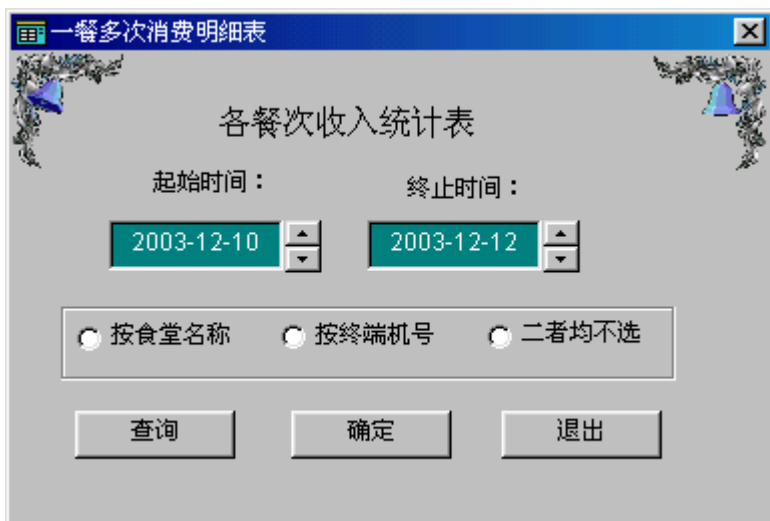 一餐多次消费明细表
各餐次收入统计表
起始时间： 终止时间：
2003-12-10 2003-12-12
按食堂名称 按终端机号 二者均不选
查询 确定 退出